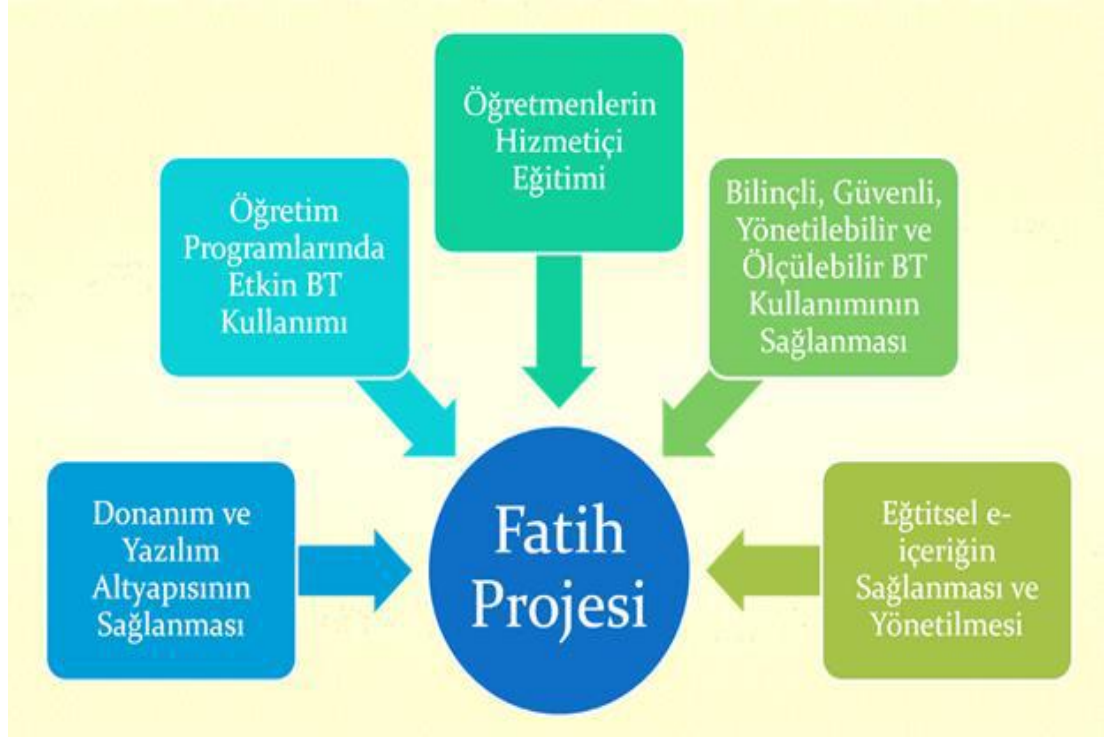 Öğretmenlerin
Hizmetiçi
Eğitimi
Öğretim
Programlarında
Etkin BT
Kullanımı
Bilinçli, Güvenli,
Yönetilebilir ve
Ölçülebilir BT
Kullanımının
Sağlanması
Donanım ve
Yazılım
Altyapısının
Sağlanması
Fatih
Projesi
Eğtitsel e-
içeriğin
Sağlanması ve
Yönetilmesi